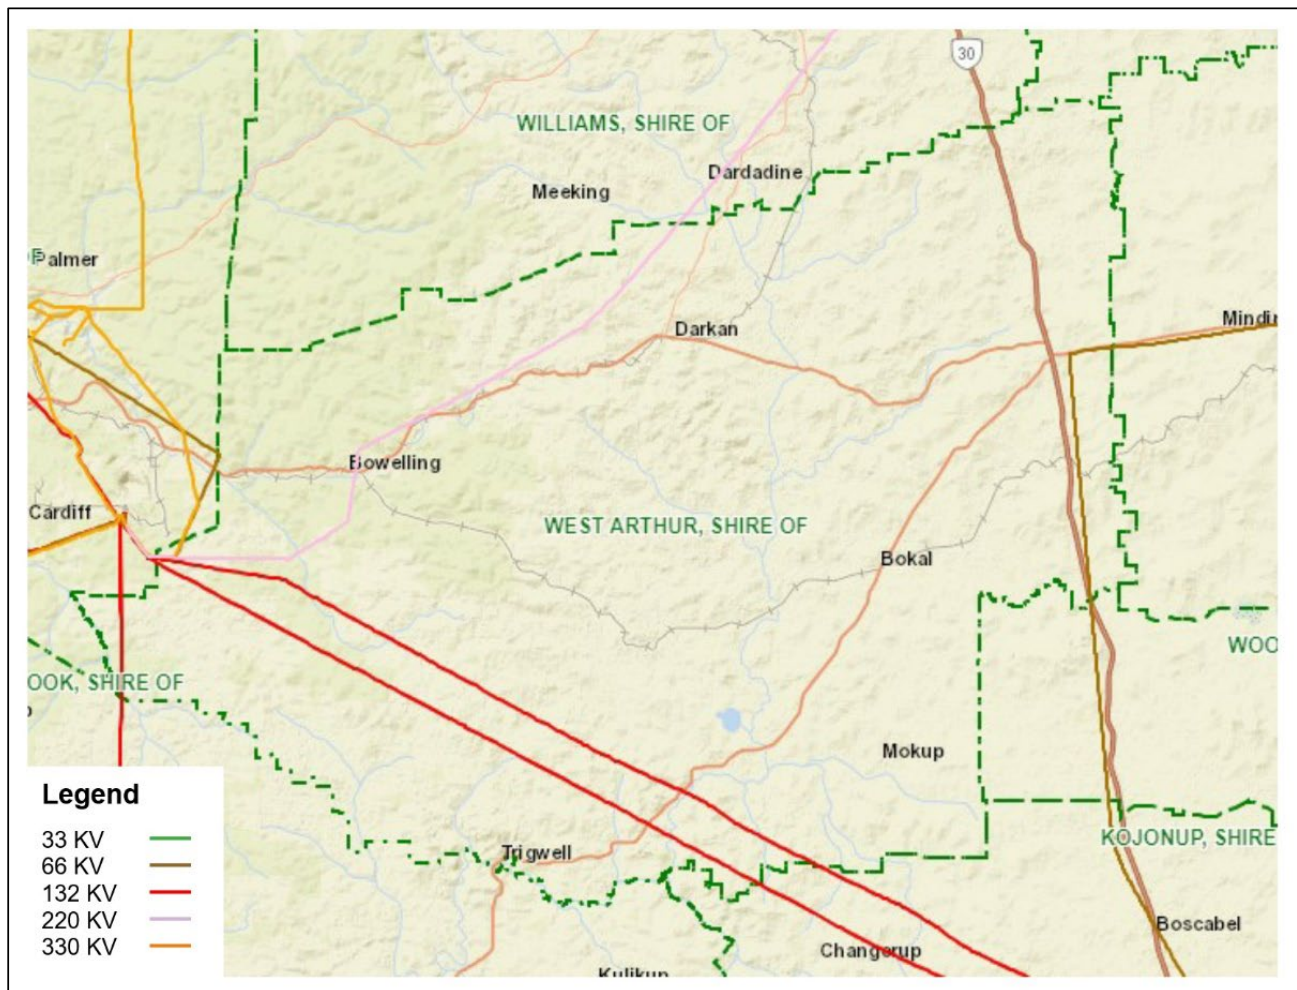 30
WILLIAMS, SHIRE OF
Dardadine
Meeking
Palmer
Darkan
Bowelling
Cardiff
WEST ARTHUR, SHIRE OF
Bokal
WOO
OOK, SHIRE OF
Mokup
Legend
33 KV
66 KV
132 KV
220 KV
330 KV
KOJONUP, SHIRE
Trigwell
Boscabel
Changerup
Kulikup